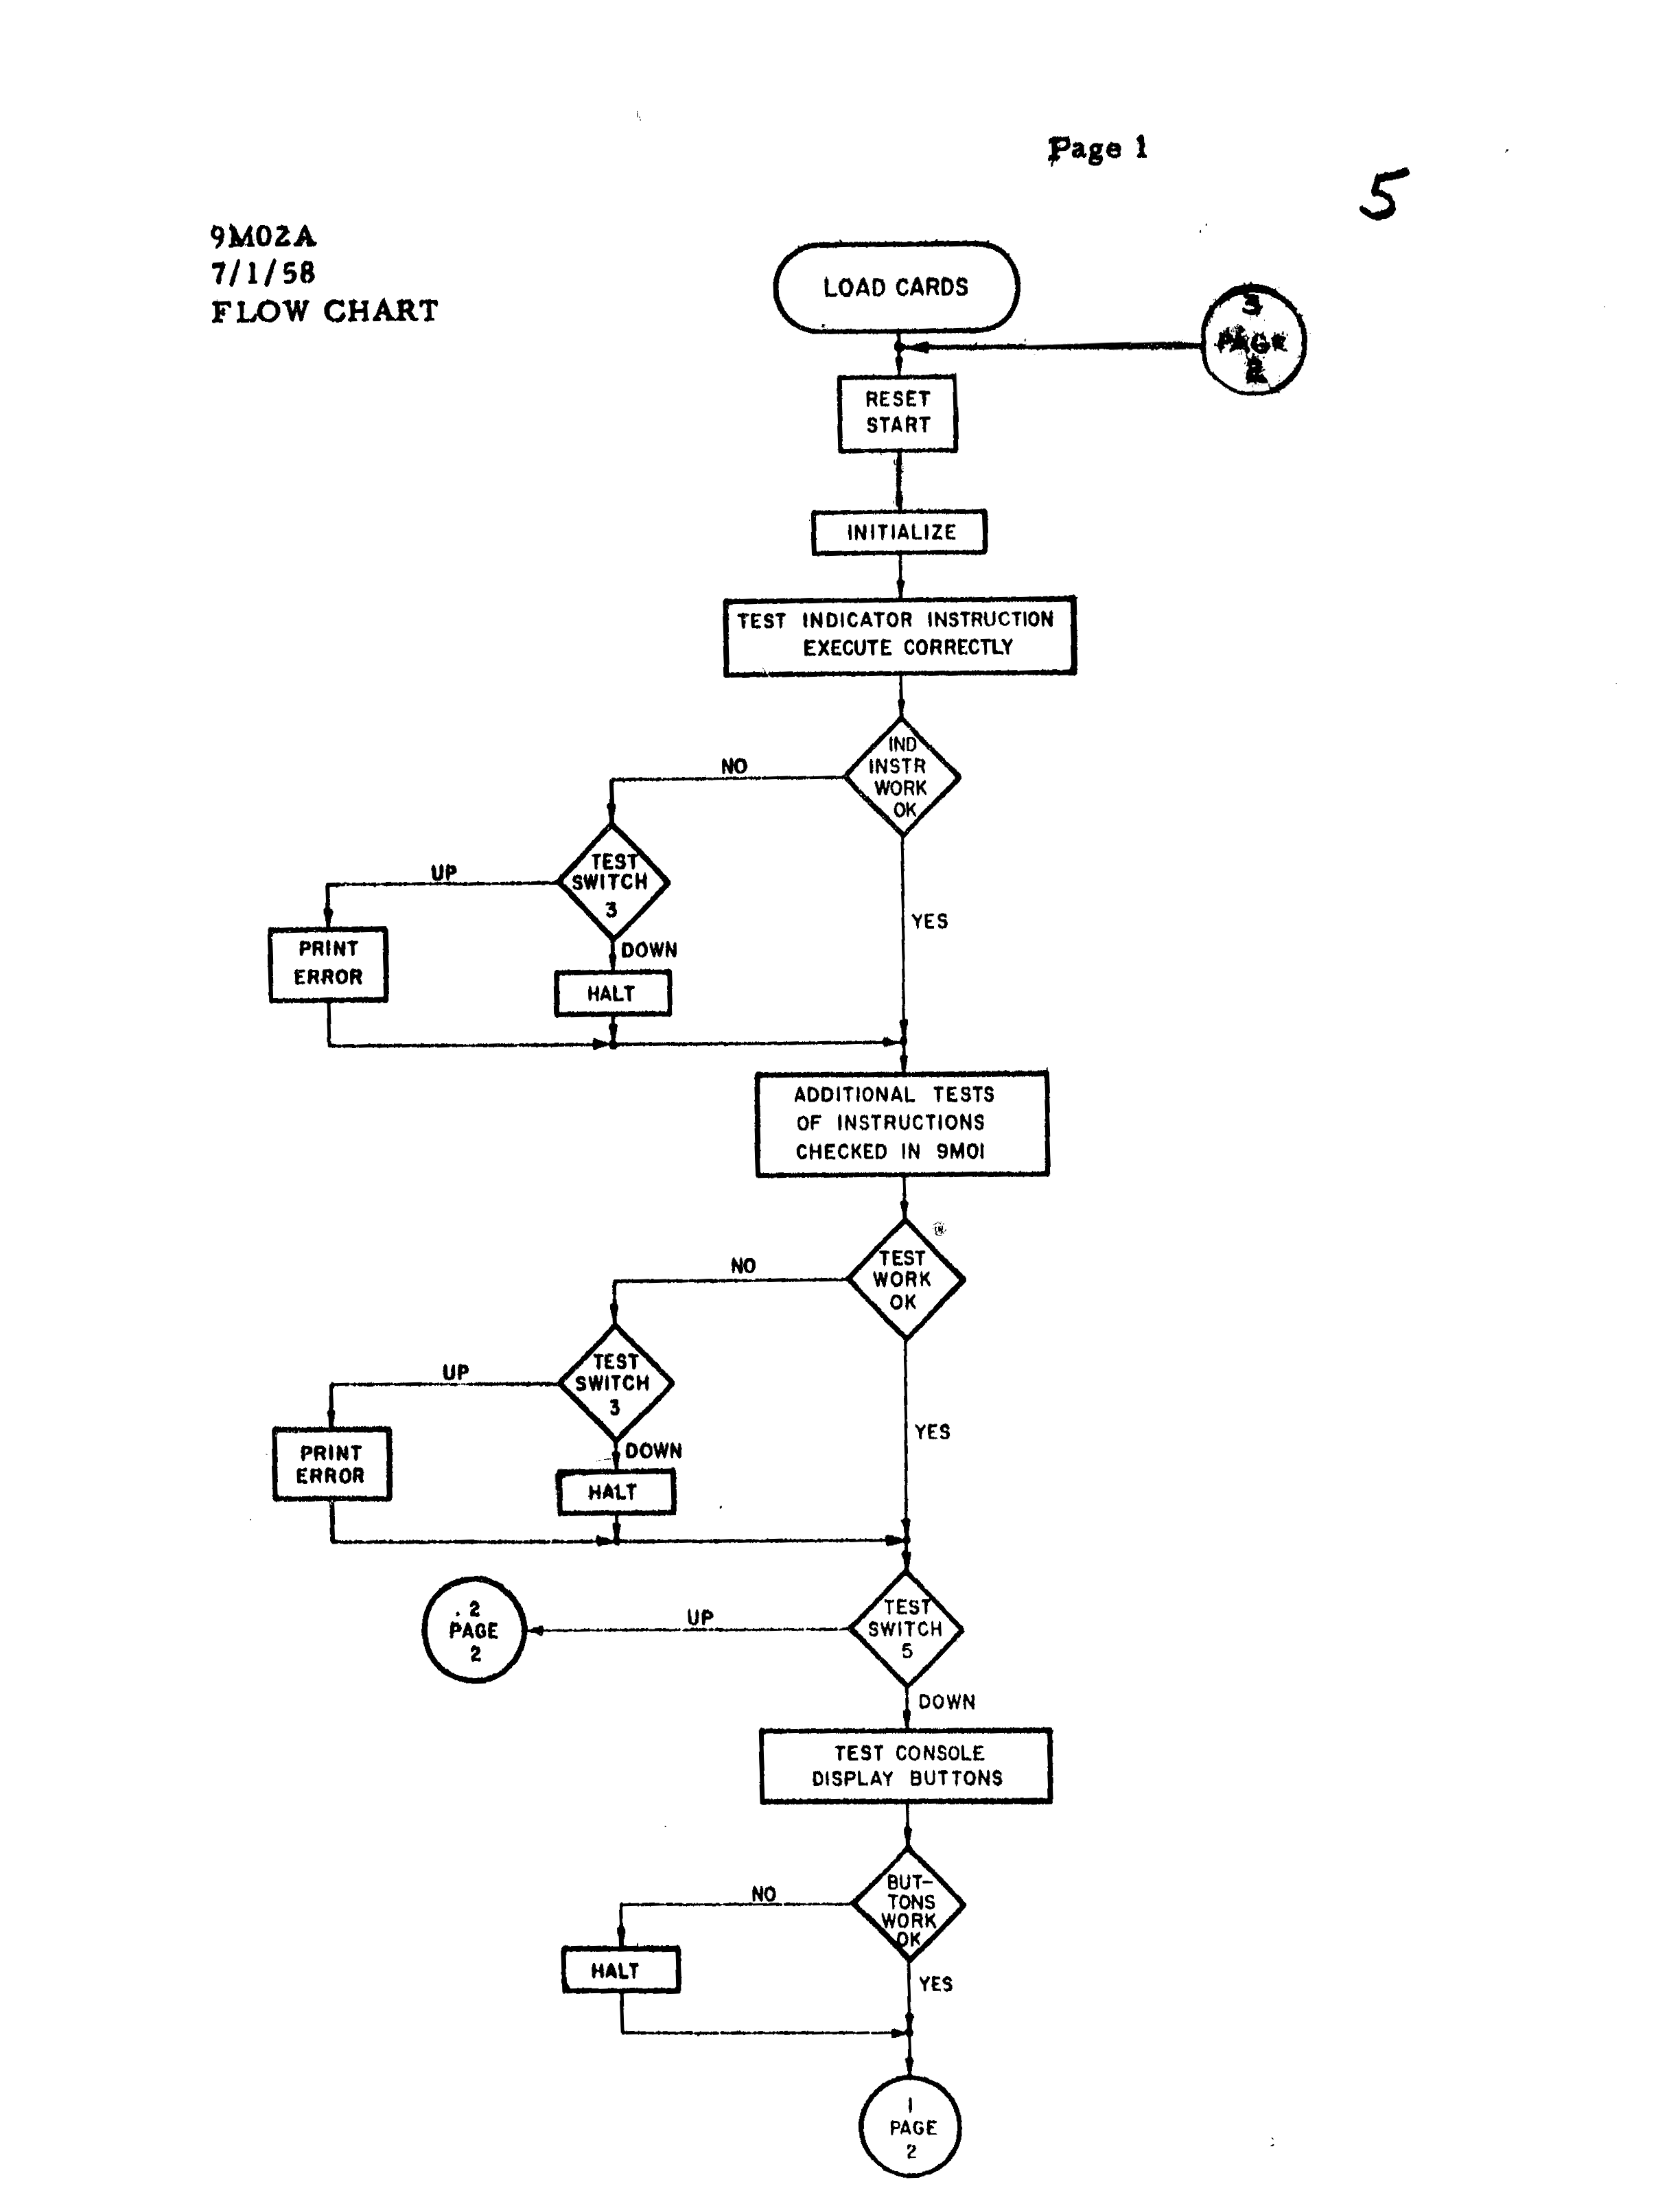 Page 1
5
9M02A
7/1/58
FLOW CHART
LOAD CARDS
3
PAGE
2
RESET
START
INITIALIZE
TEST INDICATOR INSTRUCTION
EXECUTE CORRECTLY
IND
INSTR
WORK
OK
NO
YES
TEST
SWITCH
3
UP
DOWN
PRINT
ERROR
HALT
ADDITIONAL TESTS
OF INSTRUCTIONS
CHECKED IN 9M01
TEST
WORK
OK
NO
YES
TEST
SWITCH
3
UP
DOWN
PRINT
ERROR
HALT
TEST
SWITCH
5
UP
2
PAGE
2
DOWN
TEST CONSOLE
DISPLAY BUTTONS
BUT-
TONS
WORK
OK
NO
HALT
YES
1
PAGE
2